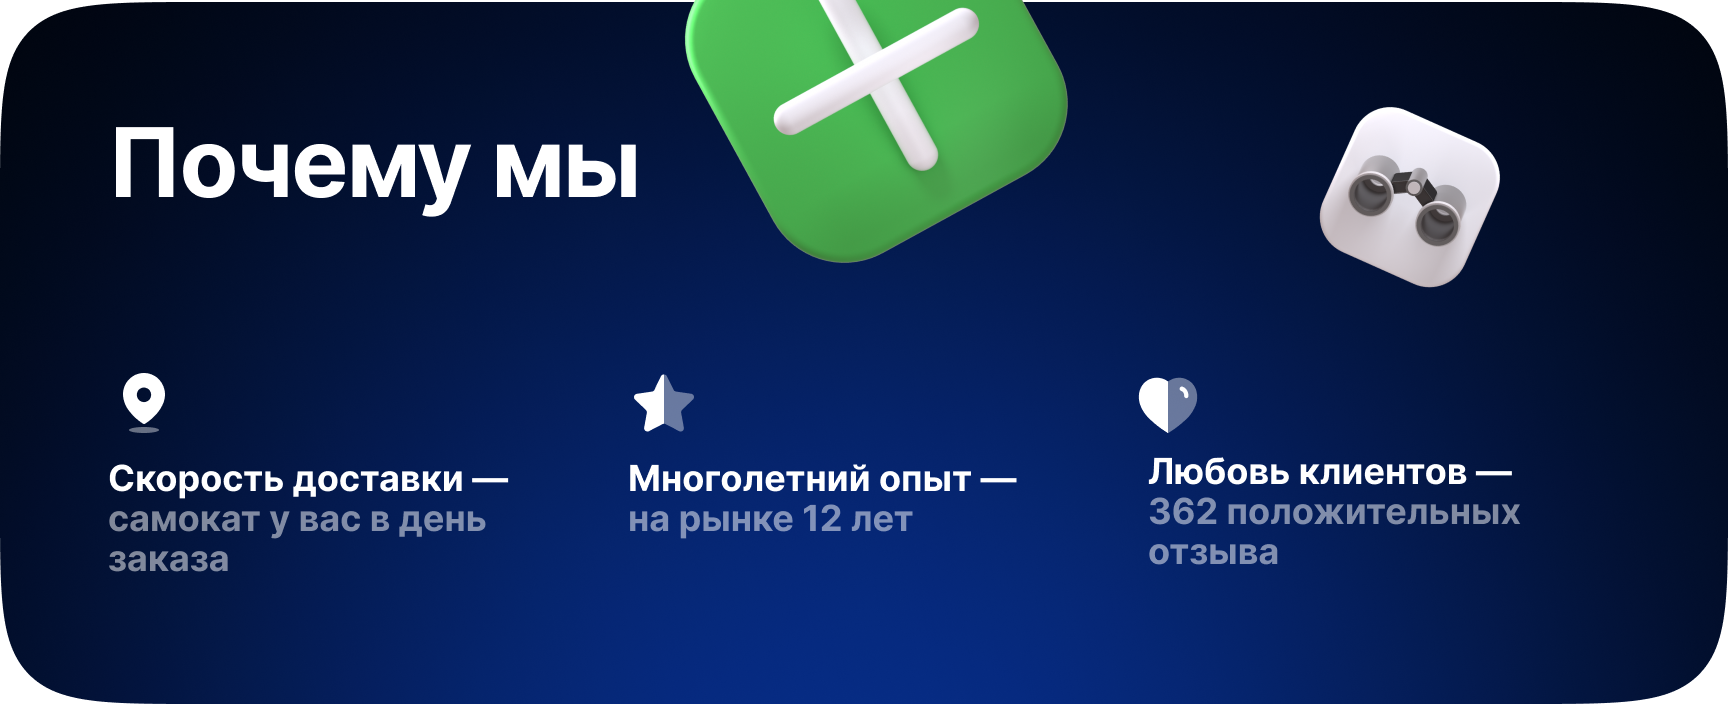 Почему мы
Скорость доставки —
самокат у вас в день
заказа
Многолетний опыт —
на рынке 12 лет
Любовь клиентов —
362 положительных
отзыва